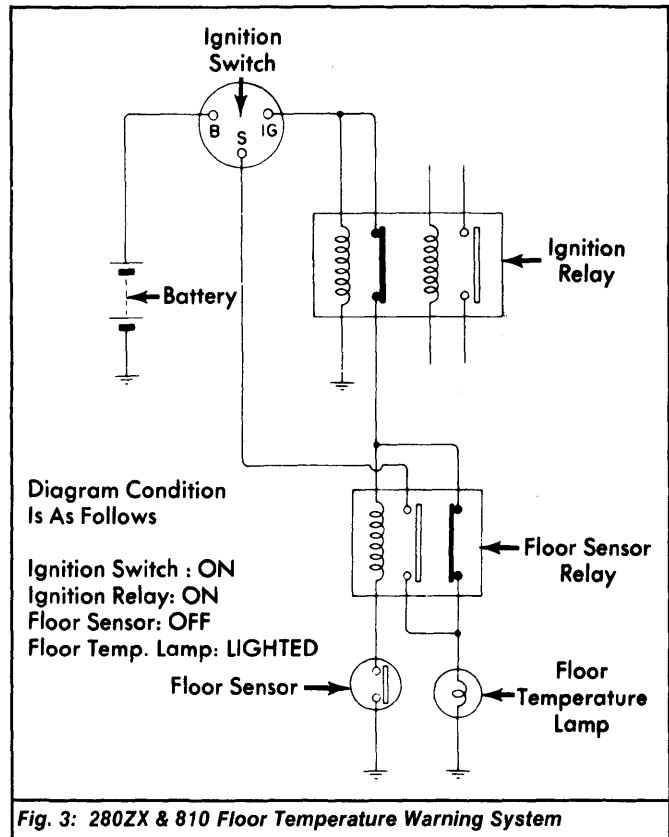 Ignition
Switch
B
IG
S
Ignition
Relay
Battery
Diagram Condition
Is As Follows
Ignition Switch : ON
Ignition Relay: ON
Floor Sensor: OFF
Floor Temp. Lamp: LIGHTED
Floor Sensor
Relay
Floor Sensor
Floor
Temperature
Lamp
Fig. 3: 280ZX & 810 Floor Temperature Warning System